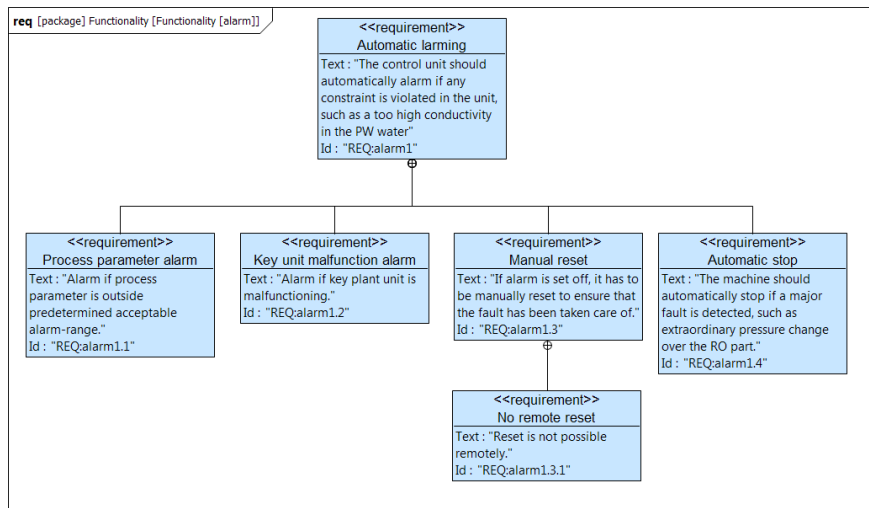 req [package] Functionality [Functionality [alarm]]
<<requirement>>
Automatic larming
Text : "The control unit should
automatically alarm if any
constraint is violated in the unit,
such as a too high conductivity
in the PW water"
Id : "REQ:alarm1"
<<requirement>>
Process parameter alarm
Text : "Alarm if process
parameter is outside
predetermined acceptable
alarm-range."
Id : "REQ:alarm1.1"
<<requirement>>
Key unit malfunction alarm
Text : "Alarm if key plant unit is
malfunctioning."
Id : "REQ:alarm1.2"
<<requirement>>
Manual reset
Text : "If alarm is set off, it has to
be manually reset to ensure that
the fault has been taken care of."
Id : "REQ:alarm1.3"
<<requirement>>
Automatic stop
Text : "The machine should
automatically stop if a major
fault is detected, such as
extraordinary pressure change
over the RO part."
Id : "REQ:alarm1.4"
<<requirement>>
No remote reset
Text : "Reset is not possible
remotely."
Id : "REQ:alarm1.3.1"